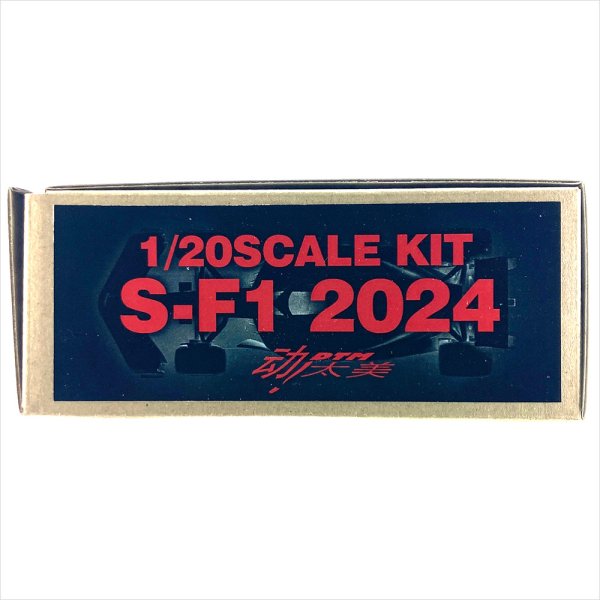 1/20SCALE KIT
S-F1 2024
DTM
动!太美